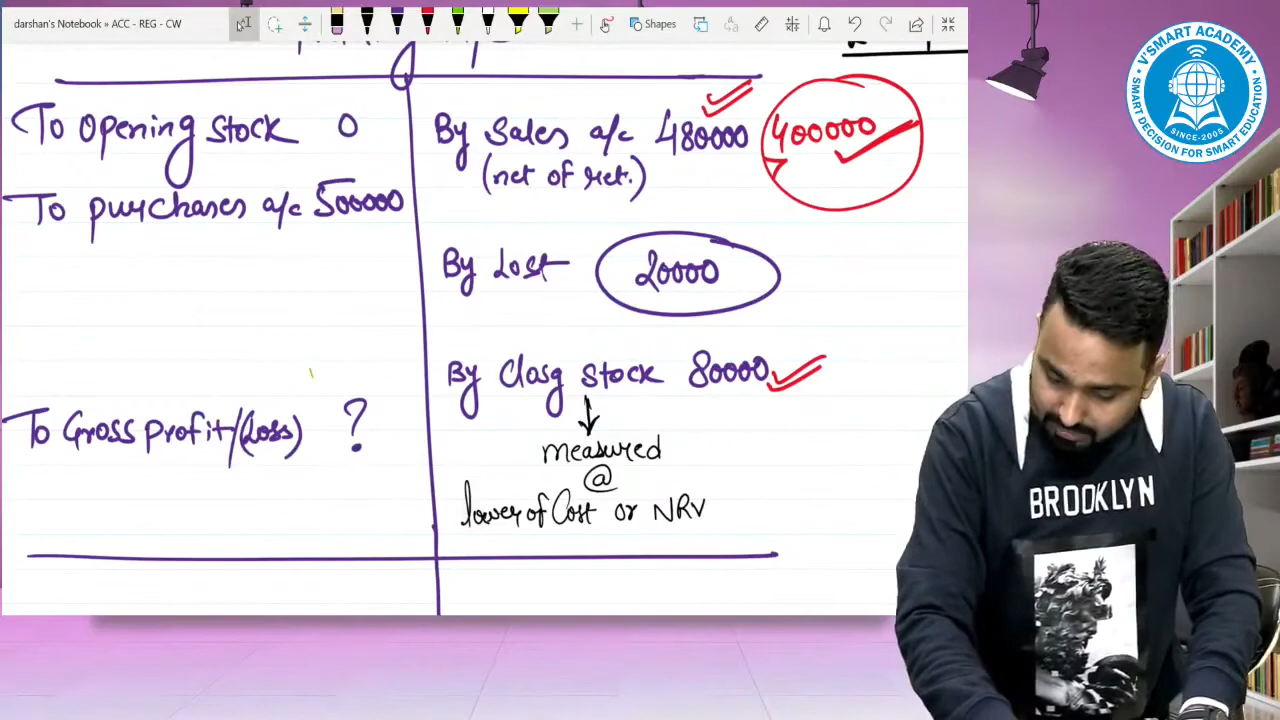 darshan's Notebook » ACC - REG - CW
Shapes
To opening stock 0
To purchases a/c 500000
To Gross profit/(Loss) ?
By Sales a/c 480000
400000
(net of ret.)
By Lost 20000
By Closg stock 80000
measured
@
lower of Cost or NRV
V'SMART ACADEMY
SINCE-2005
SMART DECISION FOR SMART EDUCATION
BROOKLYN